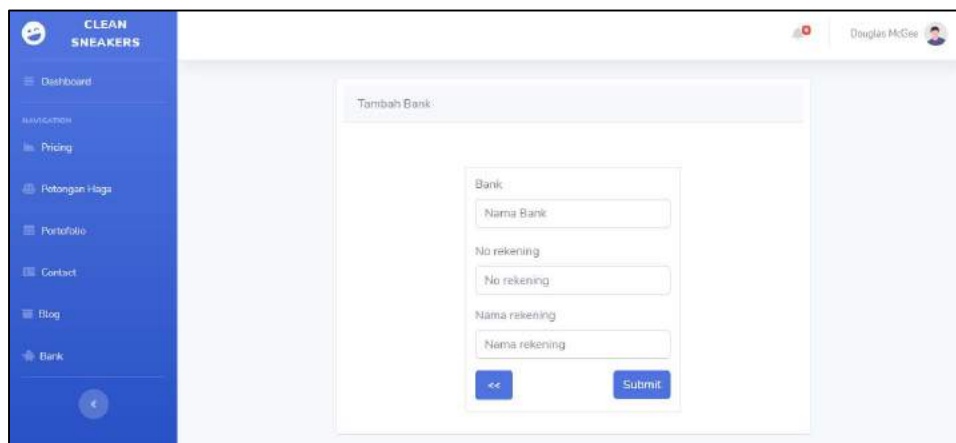 CLEAN
SNEAKERS
Dashboard
NAVIGATION
Pricing
Potongan Haga
Portofolio
Contact
Blog
Bank
<
Douglas McGee
Tambah Bank
Bank
Nama Bank
No rekening
No rekening
Nama rekening
Nama rekening
<<
Submit